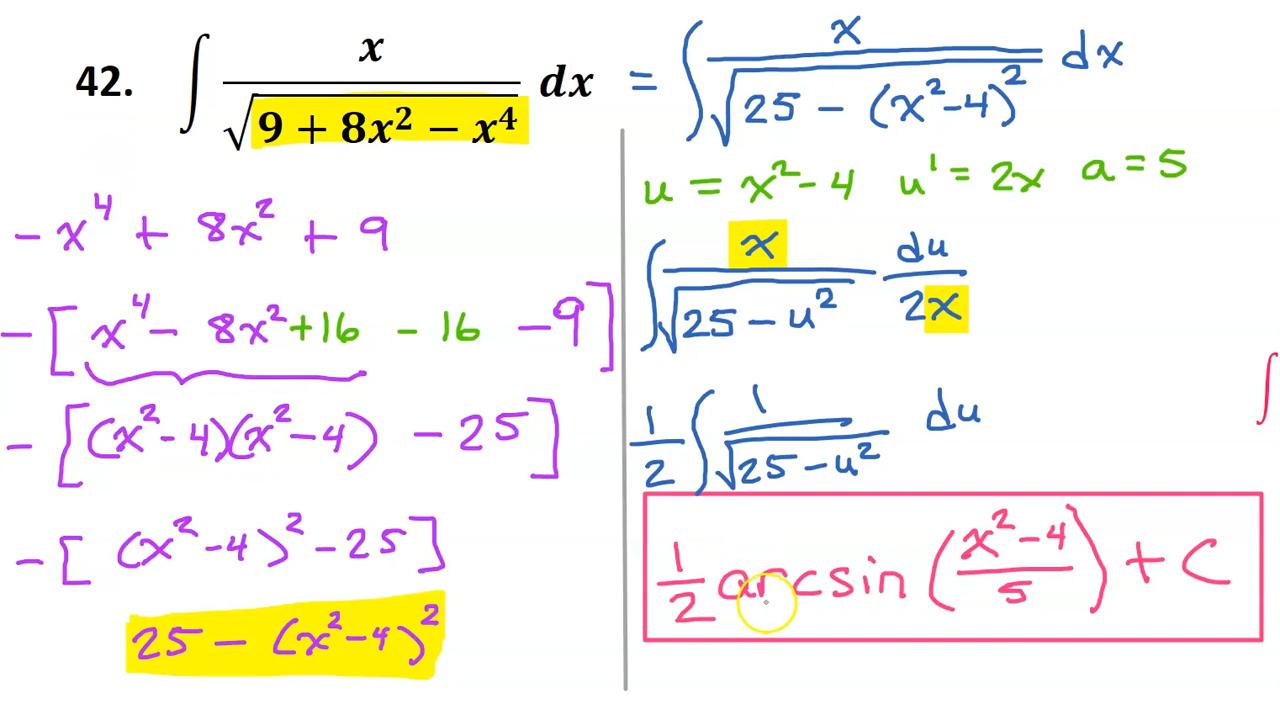 42. ∫ x / √(9 + 8x² − x⁴) dx = ∫ x / √(25 − (x²−4)²) dx
− x⁴ + 8x² + 9
− [x⁴ − 8x² + 16 − 16 − 9]
− [(x²−4)(x²−4) − 25]
− [(x²−4)² − 25]
25 − (x²−4)²
u = x²−4 u' = 2x a = 5
∫ x / √(25 − u²) du / 2x
1/2 ∫ 1 / √(25 − u²) du
1/2 arcsin ((x²−4) / 5) + C
∫